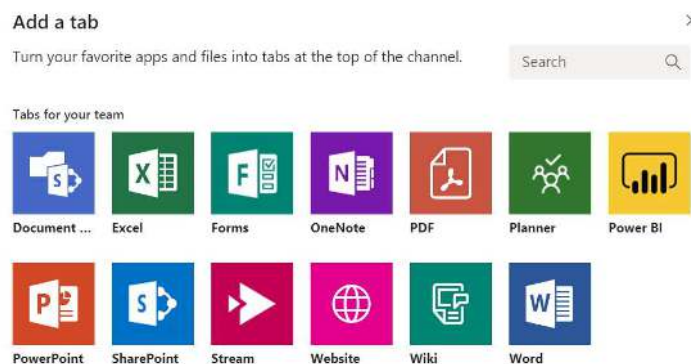 Add a tab
Turn your favorite apps and files into tabs at the top of the channel.
Search
Tabs for your team
S
X
F
N
Document ...
Excel
Forms
OneNote
PDF
Planner
Power BI
P
S
W
PowerPoint
SharePoint
Stream
Website
Wiki
Word